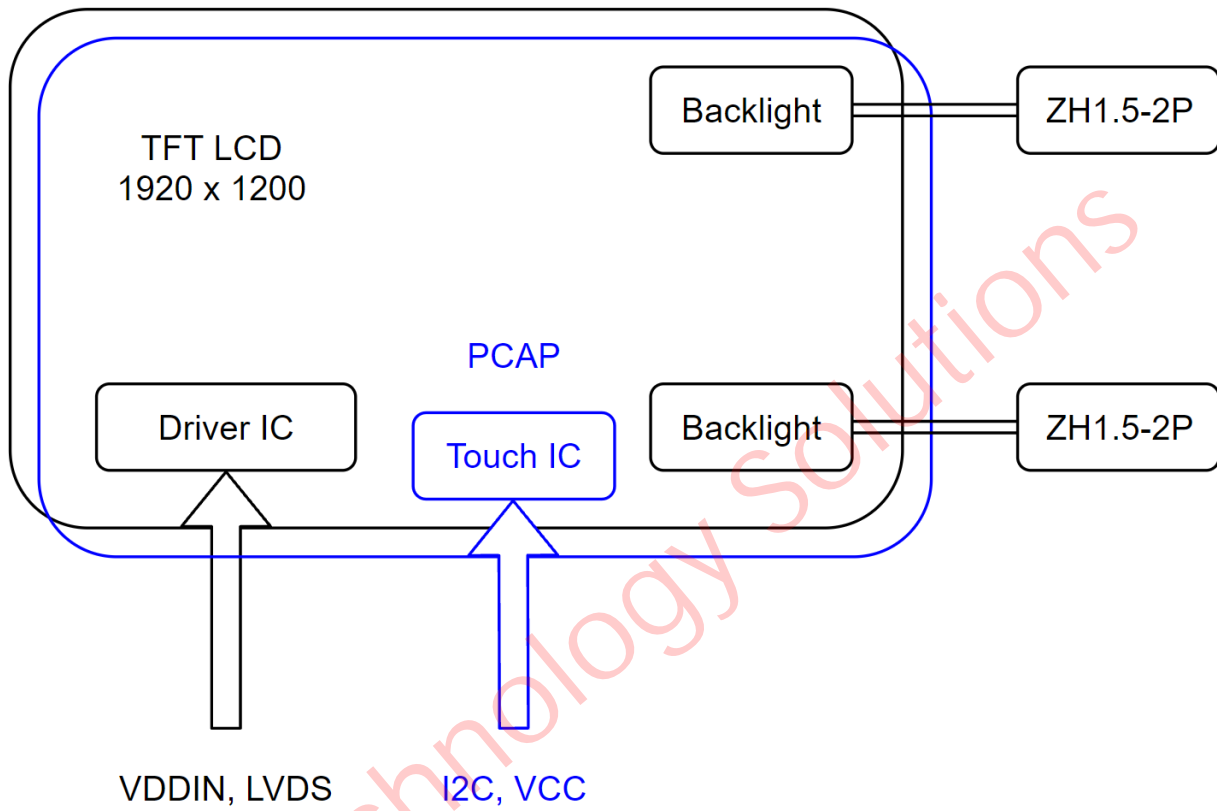 Backlight
ZH1.5-2P
TFT LCD
1920 x 1200
PCAP
Driver IC
Touch IC
Backlight
ZH1.5-2P
VDDIN, LVDS
I2C, VCC
Solutions